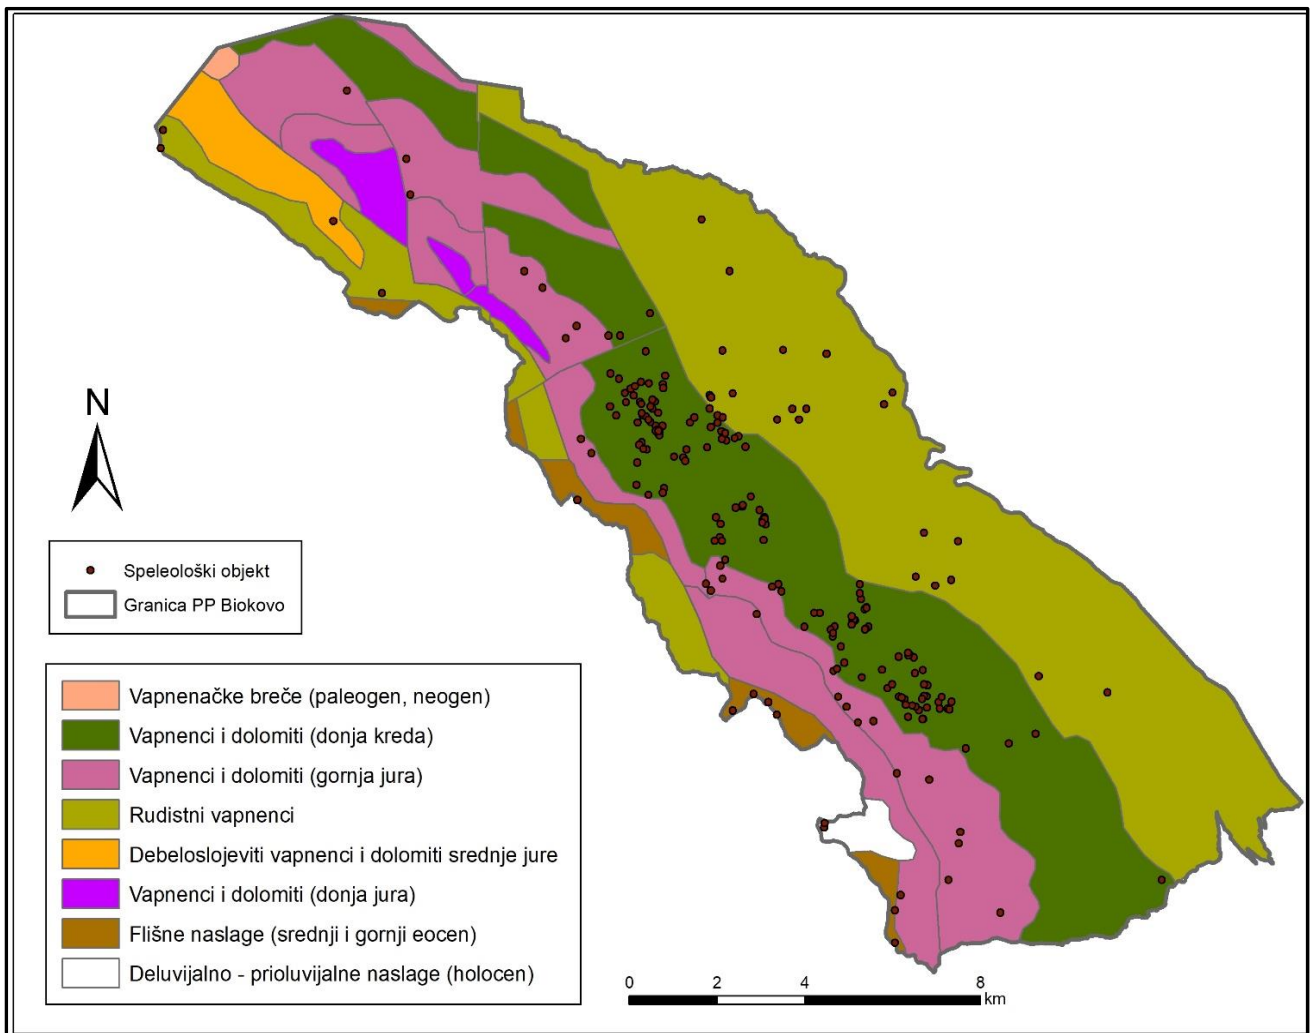 N
Speleološki objekt
Granica PP Biokovo
Vapnenačke breče (paleogen, neogen)
Vapnenci i dolomiti (donja kreda)
Vapnenci i dolomiti (gornja jura)
Rudistni vapnenci
Debeloslojeviti vapnenci i dolomiti srednje jure
Vapnenci i dolomiti (donja jura)
Flišne naslage (srednji i gornji eocen)
Deluvijalno - prioluvijalne naslage (holocen)
0 2 4 8
km